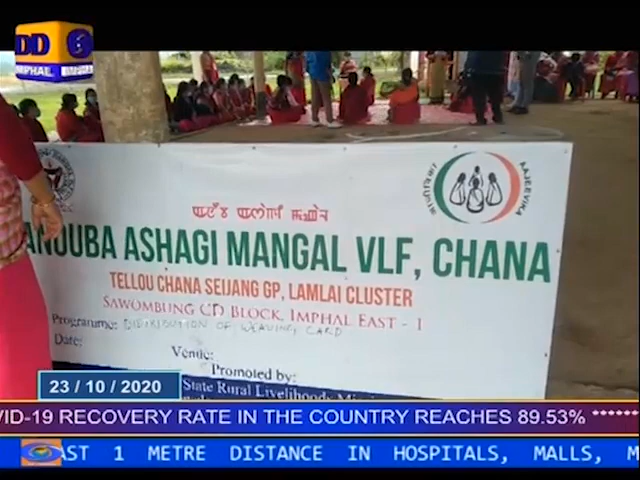 DD 6
IMPHAL
AAJEEVIKA
ANOUBA ASHAGI MANGAL VLF, CHANA
TELLOU CHANA SEIJANG GP, LAMLAI CLUSTER
SAWOMBUNG CD BLOCK, IMPHAL EAST - I
Programme: DISTRIBUTION OF WEAVING CARD
Date:
Venue:
Promoted by:
State Rural Livelihoods
23 / 10 / 2020
VID-19 RECOVERY RATE IN THE COUNTRY REACHES 89.53% ******
AST 1 METRE DISTANCE IN HOSPITALS, MALLS, M